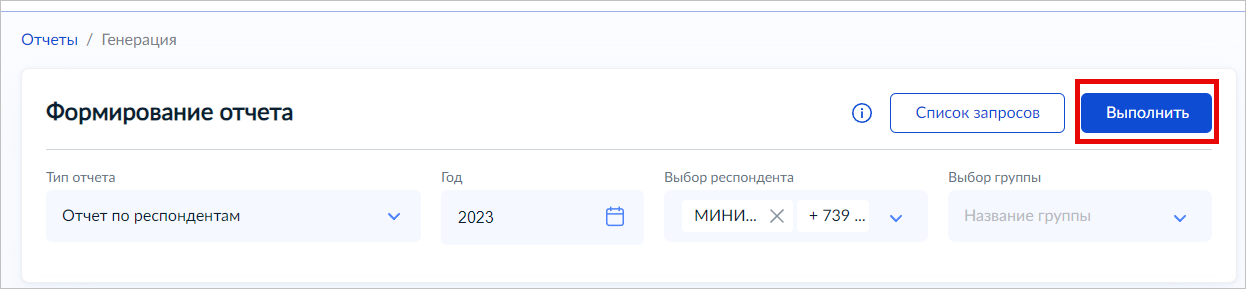 Отчеты / Генерация
Формирование отчета
Список запросов
Выполнить
Тип отчета
Год
Выбор респондента
Выбор группы
Отчет по респондентам
2023
МИНИ... + 739 ...
Название группы